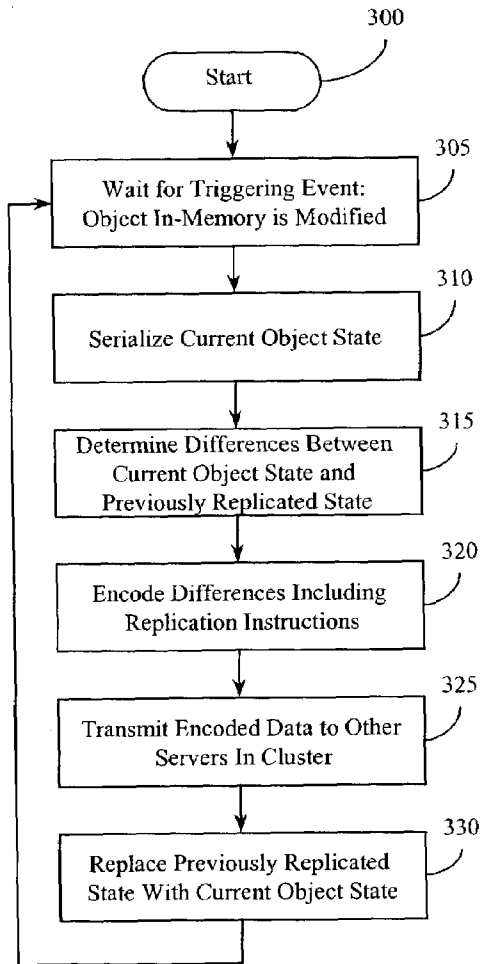 300
Start
305
Wait for Triggering Event:
Object In-Memory is Modified
310
Serialize Current Object State
315
Determine Differences Between
Current Object State and
Previously Replicated State
320
Encode Differences Including
Replication Instructions
325
Transmit Encoded Data to Other
Servers In Cluster
330
Replace Previously Replicated
State With Current Object State